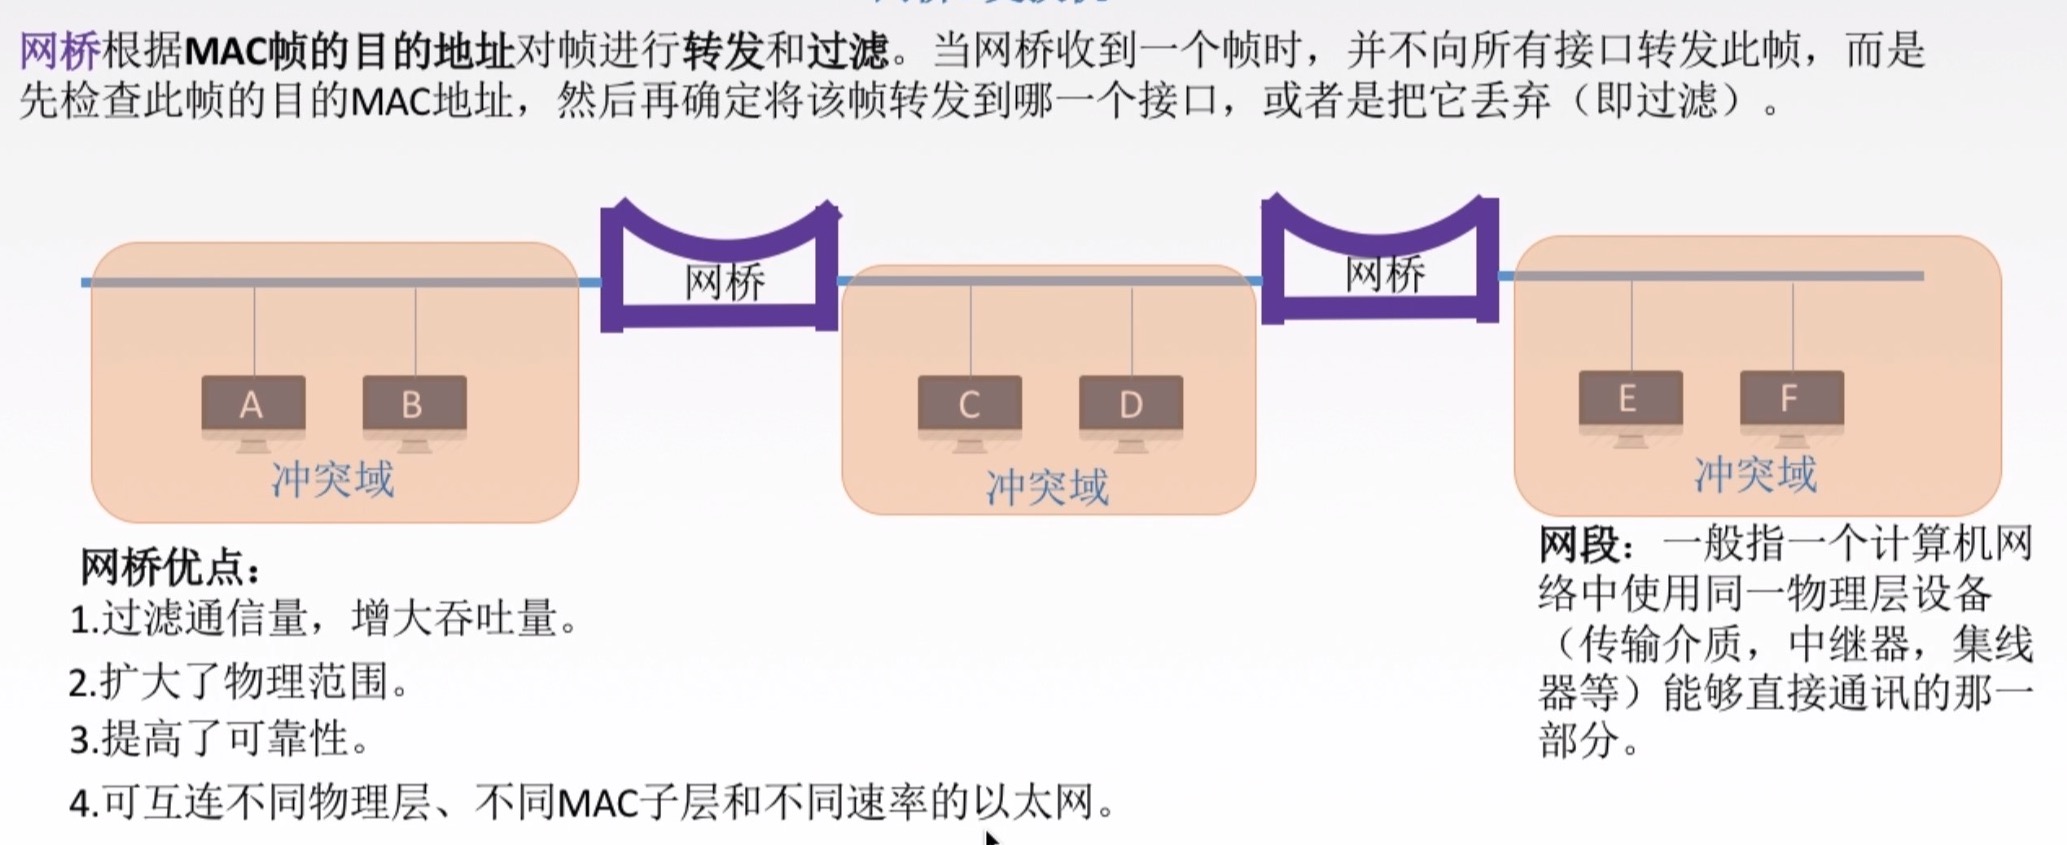 网桥根据MAC帧的目的地址对帧进行转发和过滤。当网桥收到一个帧时，并不向所有接口转发此帧，而是
先检查此帧的目的MAC地址，然后再确定将该帧转发到哪一个接口，或者是把它丢弃（即过滤）。
网桥
网桥
A
B
C
D
E
F
冲突域
冲突域
冲突域
网桥优点：
1.过滤通信量，增大吞吐量。
2.扩大了物理范围。
3.提高了可靠性。
4.可互连不同物理层、不同MAC子层和不同速率的以太网。
网段：一般指一个计算机网
络中使用同一物理层设备
（传输介质，中继器，集线
器等）能够直接通讯的那一
部分。